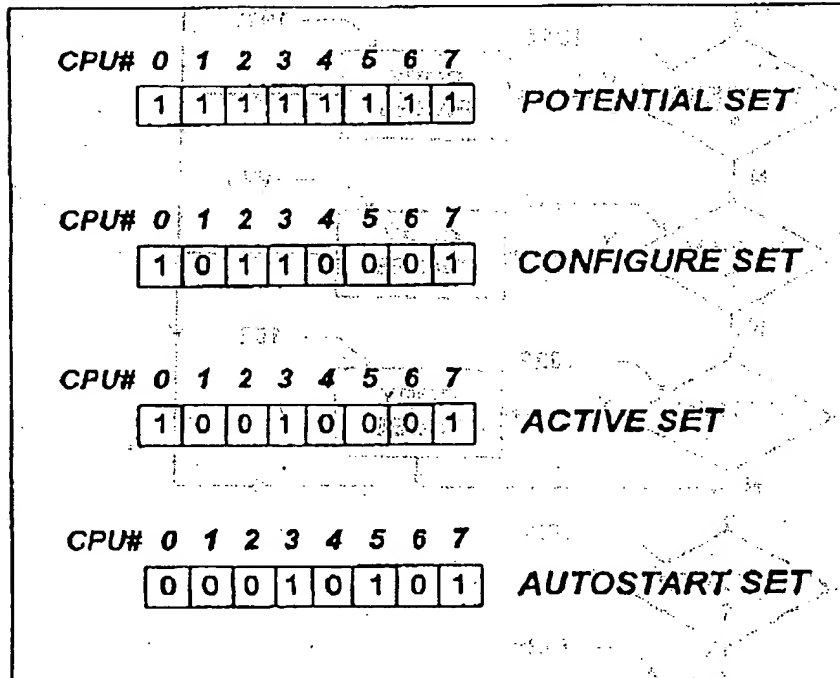 CPU# 0 1 2 3 4 5 6 7
1 1 1 1 1 1 1 1 POTENTIAL SET
CPU# 0 1 2 3 4 5 6 7
1 0 1 1 0 0 0 1 CONFIGURE SET
CPU# 0 1 2 3 4 5 6 7
1 0 0 1 0 0 0 1 ACTIVE SET
CPU# 0 1 2 3 4 5 6 7
0 0 0 1 0 1 0 1 AUTOSTART SET